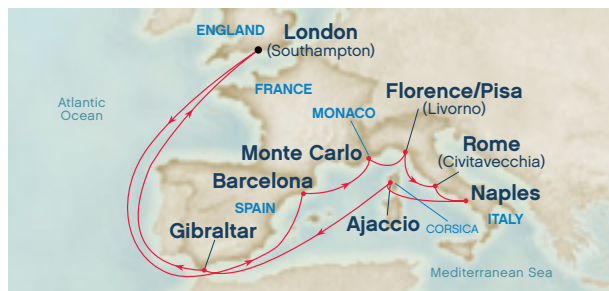 ENGLAND
London
(Southampton)
Atlantic
Ocean
FRANCE
Florence/Pisa
(Livorno)
MONACO
Rome
(Civitavecchia)
Monte Carlo
Barcelona
Naples
SPAIN
Ajaccio
CORSICA
ITALY
Gibraltar
Mediterranean Sea